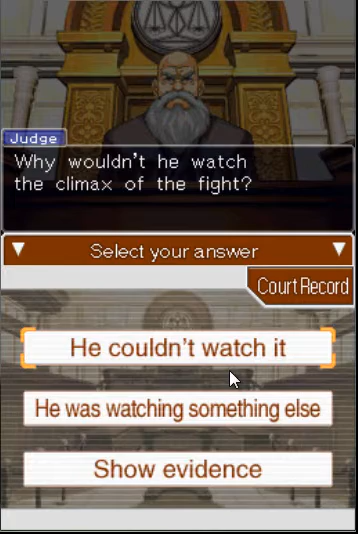 Judge
Why wouldn't he watch
the climax of the fight?
Select your answer
Court Record
He couldn't watch it
He was watching something else
Show evidence